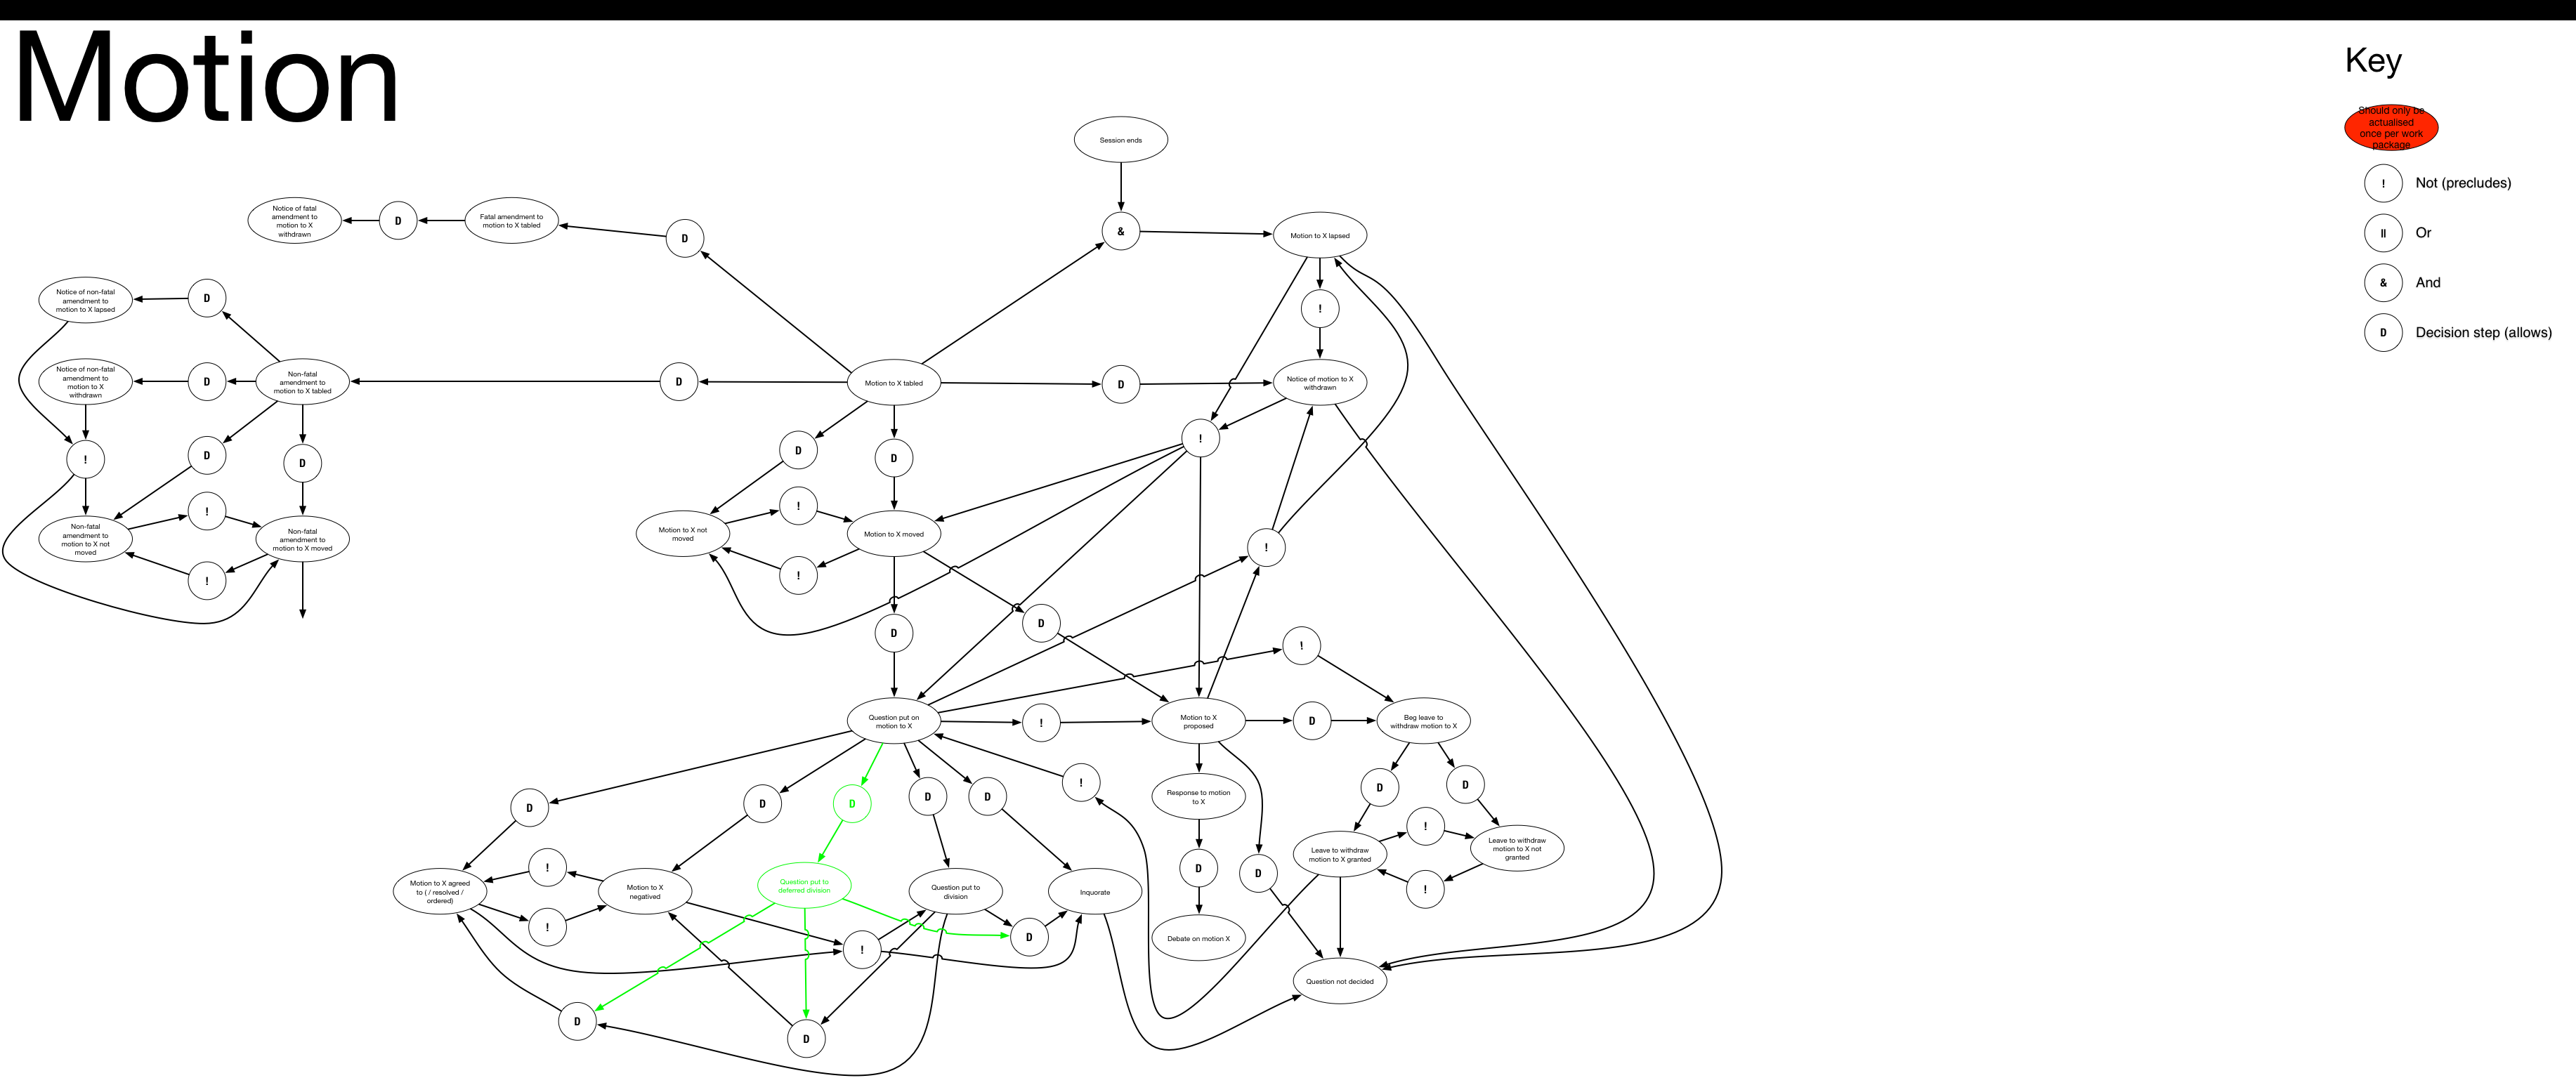 Motion
Key
Should only be
actualised
once per work
package
!
Not (precludes)
||
Or
&
And
D
Decision step (allows)
Session ends
Notice of fatal
amendment to
motion to X
withdrawn
D
Fatal amendment to
motion to X tabled
D
&
Motion to X lapsed
Notice of non-fatal
amendment to
motion to X lapsed
D
!
Notice of non-fatal
amendment to
motion to X
withdrawn
D
Non-fatal
amendment to
motion to X tabled
D
Motion to X tabled
D
Notice of motion to X
withdrawn
!
D
D
D
D
!
Non-fatal
amendment to
motion to X not
moved
!
!
Non-fatal
amendment to
motion to X moved
Motion to X not
moved
!
!
Motion to X moved
!
D
D
!
Question put on
motion to X
!
Motion to X
proposed
D
Beg leave to
withdraw motion to X
D
D
D
D
D
!
Response to motion
to X
D
D
D
D
!
!
Leave to withdraw
motion to X granted
Leave to withdraw
motion to X not
granted
Motion to X agreed
to ( / resolved /
ordered)
!
!
Motion to X
negatived
Question put to
deferred division
Question put to
division
Inquorate
!
D
Debate on motion X
Question not decided
D
D